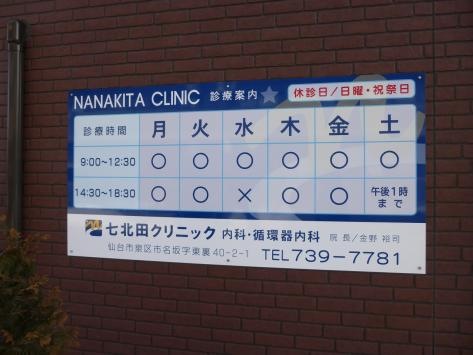 NANAKITA CLINIC 診療案内 休診日/日曜・祝祭日
診療時間 月 火 水 木 金 土
9:00~12:30 ○ ○ ○ ○ ○ ○
14:30~18:30 ○ ○ × ○ ○ 午後1時まで
七北田クリニック 内科・循環器内科 院長/金野 裕司
仙台市泉区市名坂字東裏40-2-1 TEL739-7781